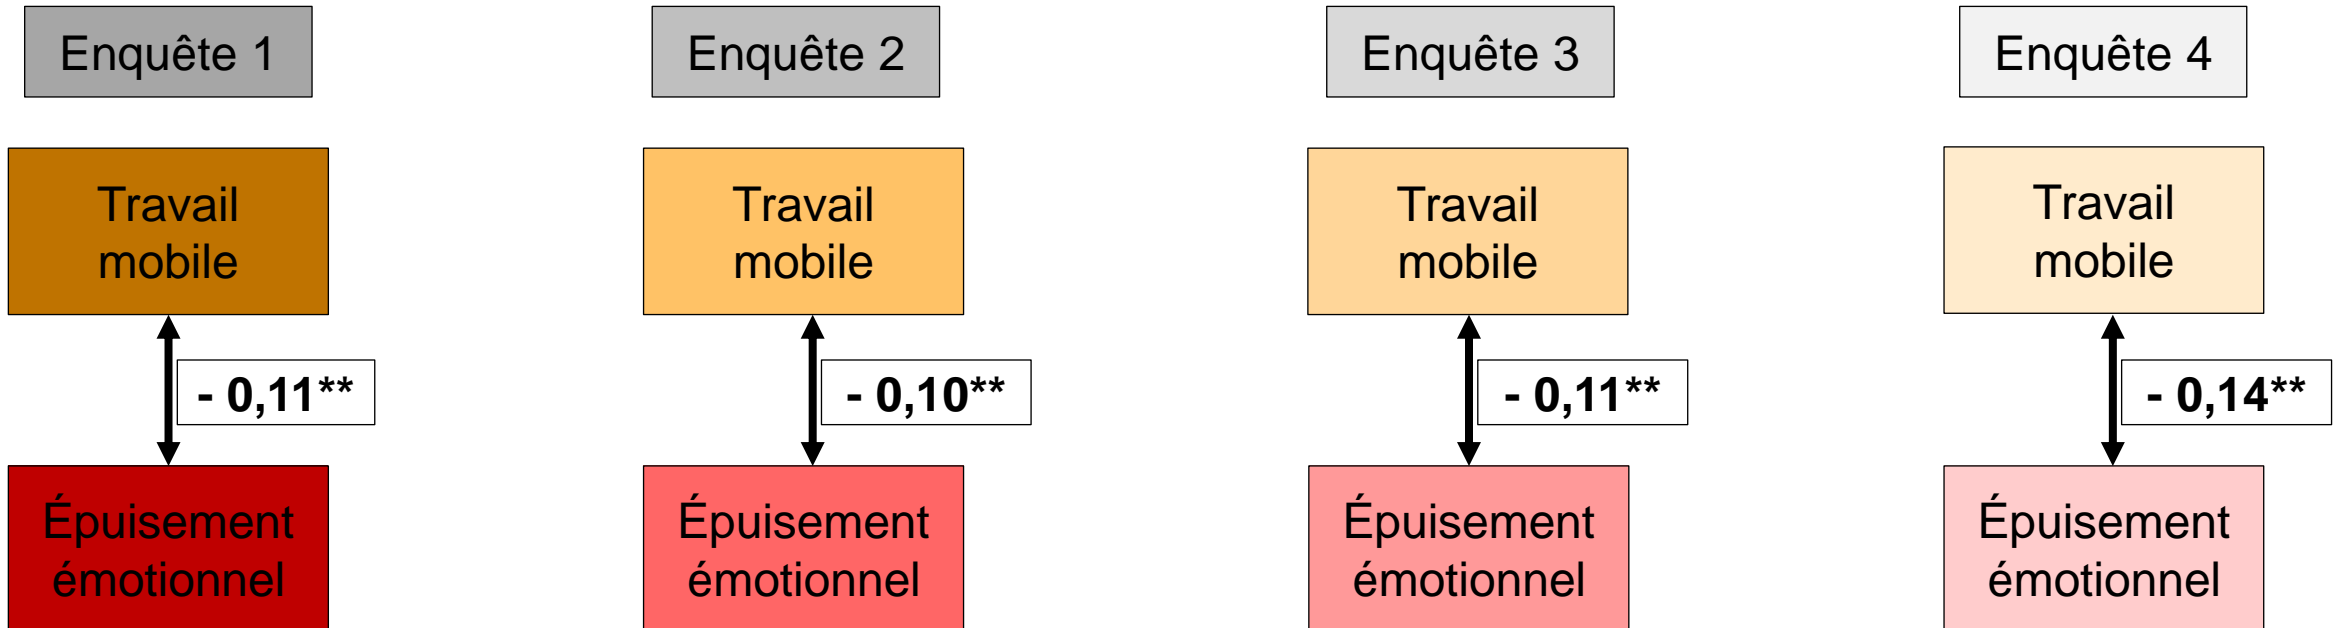 Enquête 1
Enquête 2
Enquête 3
Enquête 4
Travail
mobile
Travail
mobile
Travail
mobile
Travail
mobile
- 0,11**
- 0,10**
- 0,11**
- 0,14**
Épuisement
émotionnel
Épuisement
émotionnel
Épuisement
émotionnel
Épuisement
émotionnel